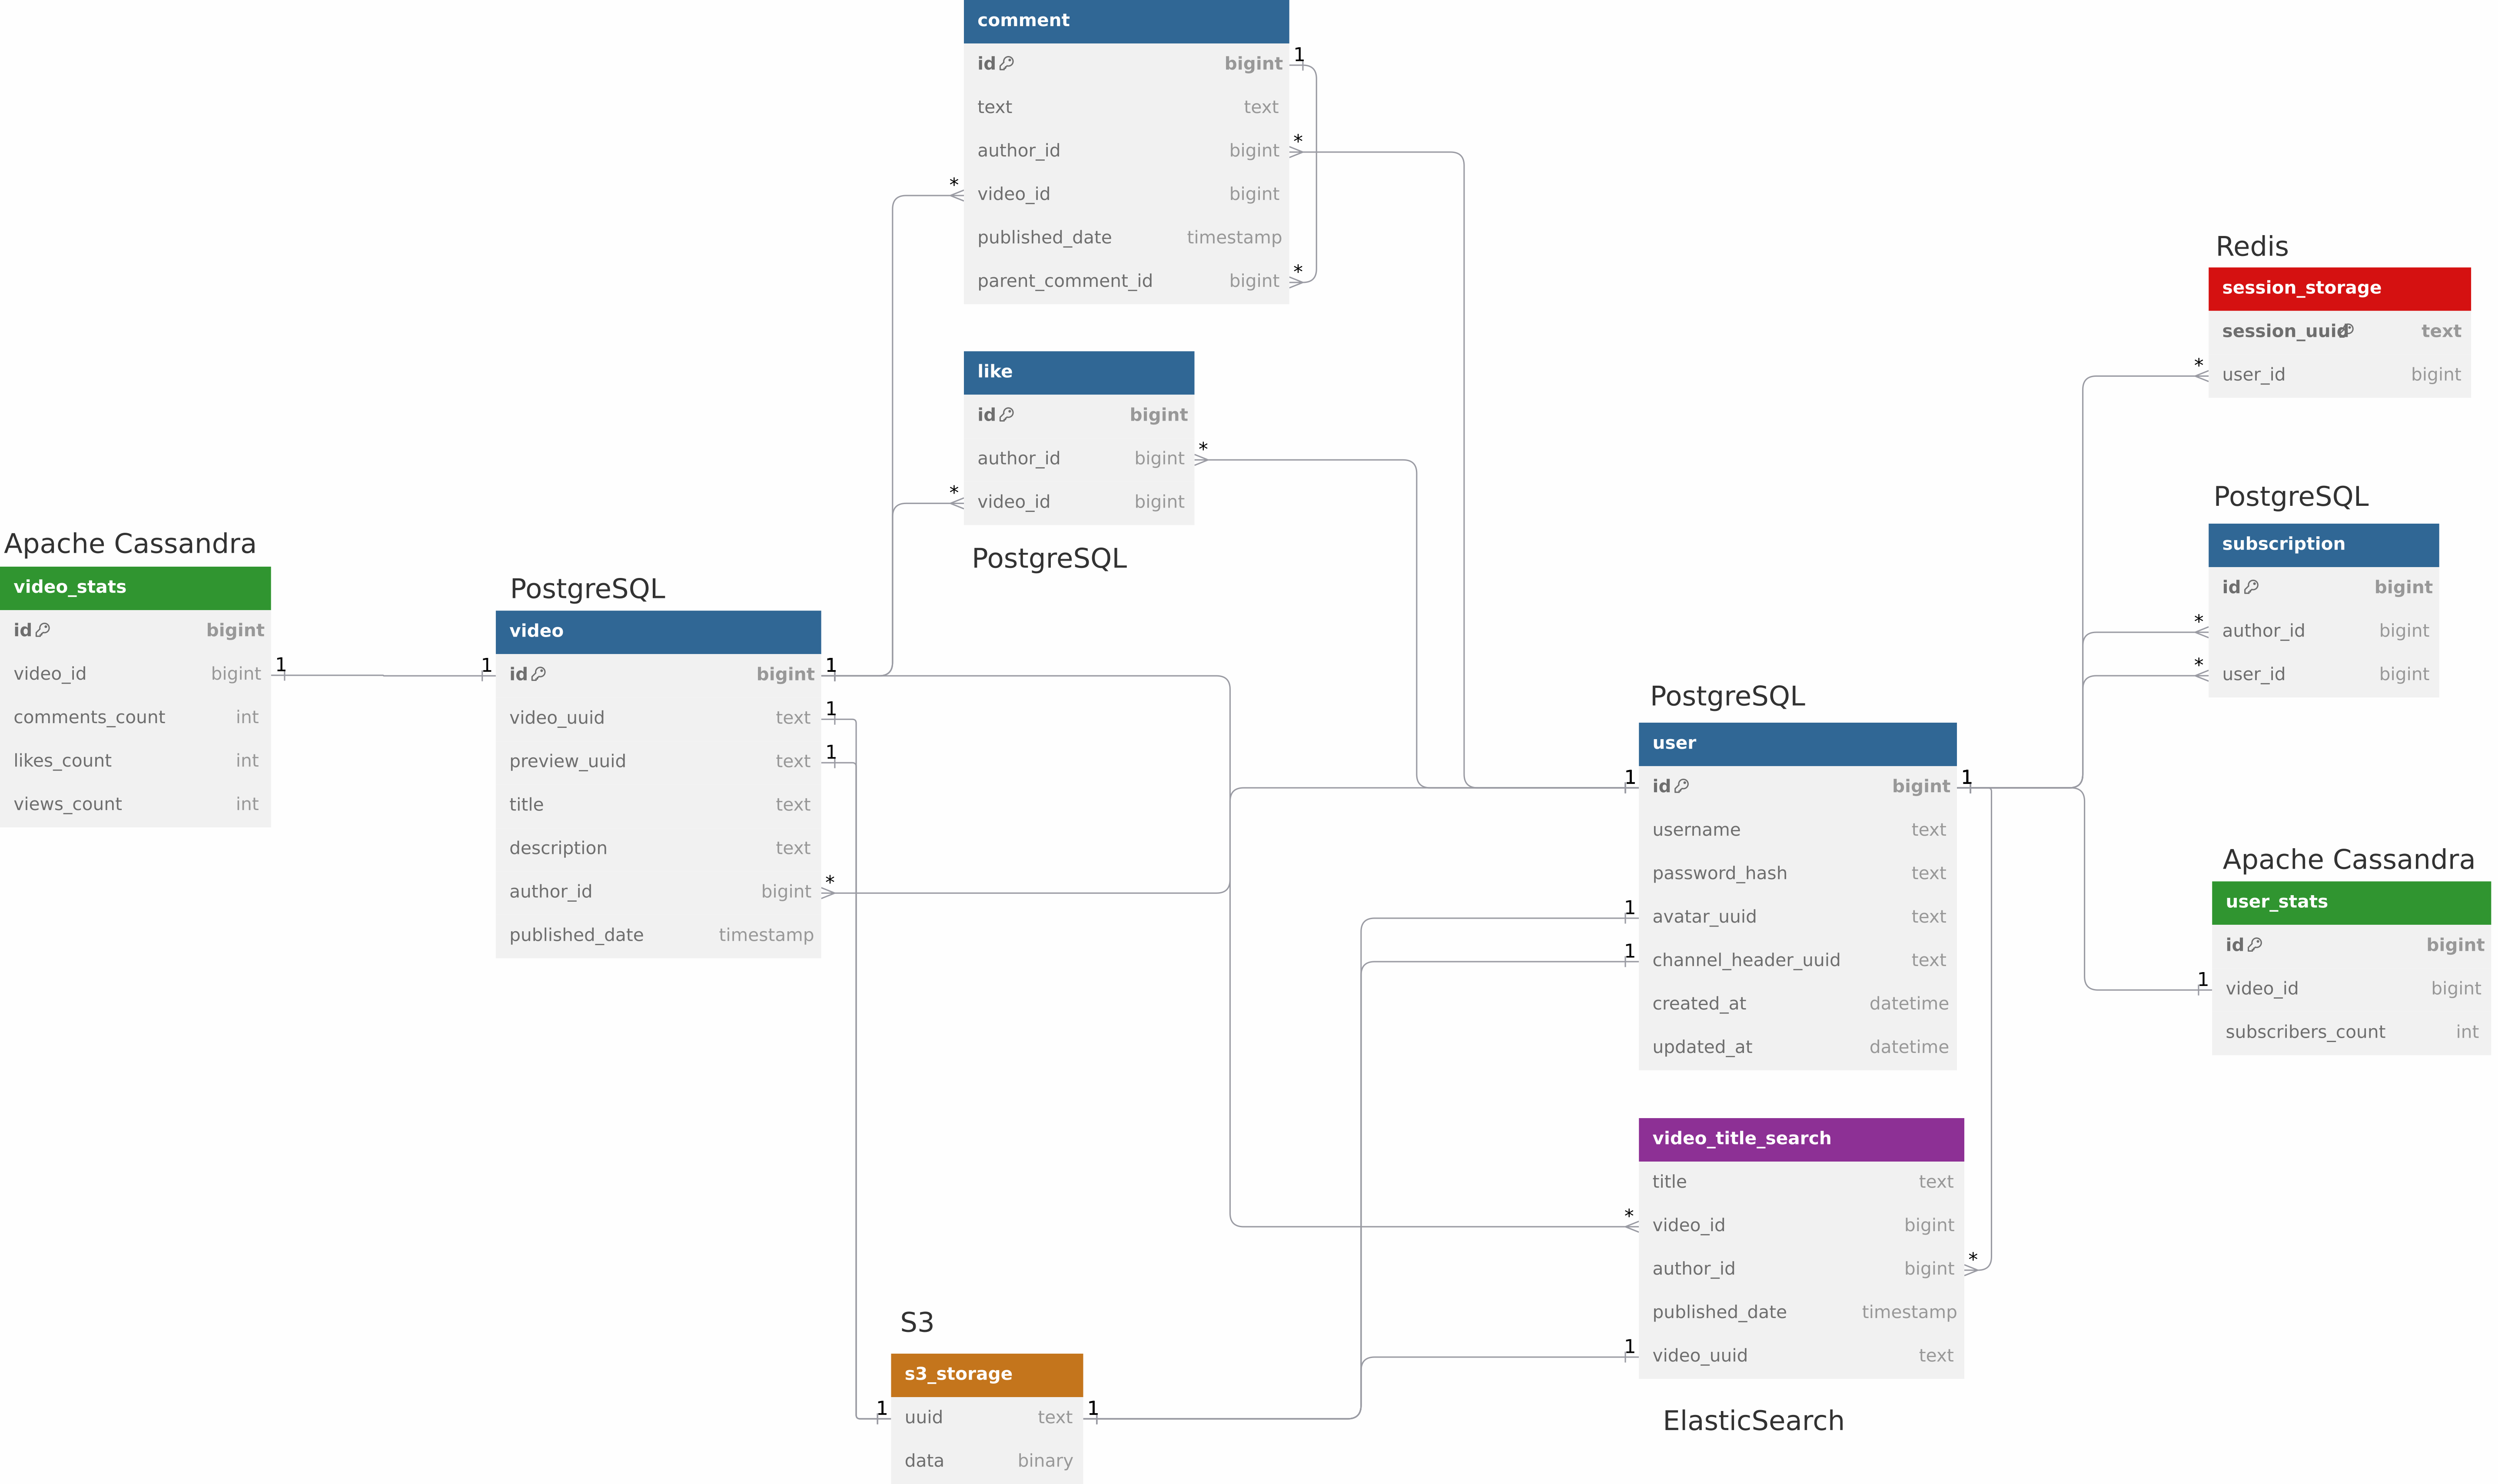 comment
id bigint
text text
author_id bigint
video_id bigint
published_date timestamp
parent_comment_id bigint
1
*
*
*
like
id bigint
author_id bigint
video_id bigint
*
*
PostgreSQL
Apache Cassandra
video_stats
id bigint
video_id bigint
comments_count int
likes_count int
views_count int
1
PostgreSQL
video
id bigint
video_uuid text
preview_uuid text
title text
description text
author_id bigint
published_date timestamp
1
1
1
1
*
S3
s3_storage
uuid text
data binary
1
1
PostgreSQL
user
id bigint
username text
password_hash text
avatar_uuid text
channel_header_uuid text
created_at datetime
updated_at datetime
1
1
1
1
video_title_search
title text
video_id bigint
author_id bigint
published_date timestamp
video_uuid text
*
*
1
ElasticSearch
Redis
session_storage
session_uuid text
user_id bigint
*
PostgreSQL
subscription
id bigint
author_id bigint
user_id bigint
*
*
Apache Cassandra
user_stats
id bigint
video_id bigint
subscribers_count int
1